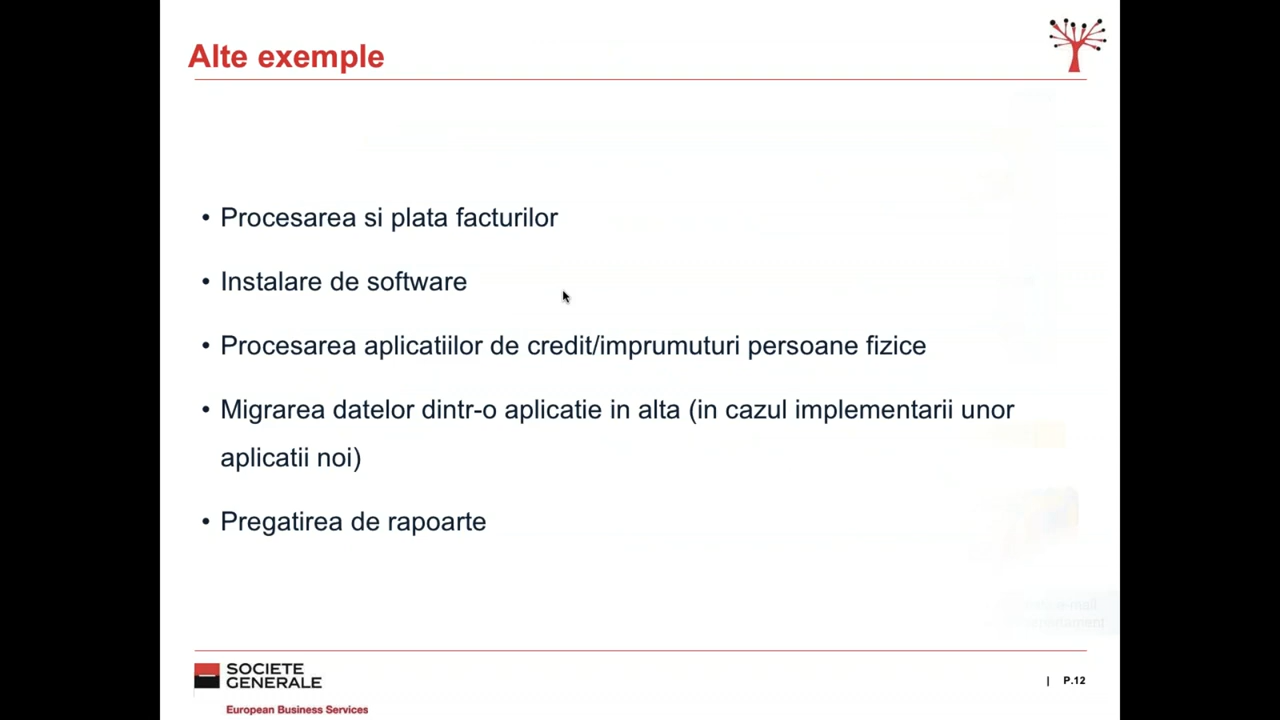 Alte exemple
• Procesarea si plata facturilor
• Instalare de software
• Procesarea aplicatiilor de credit/imprumuturi persoane fizice
• Migrarea datelor dintr-o aplicatie in alta (in cazul implementarii unor
aplicatii noi)
• Pregatirea de rapoarte
SOCIETE
GENERALE
European Business Services
| P.12